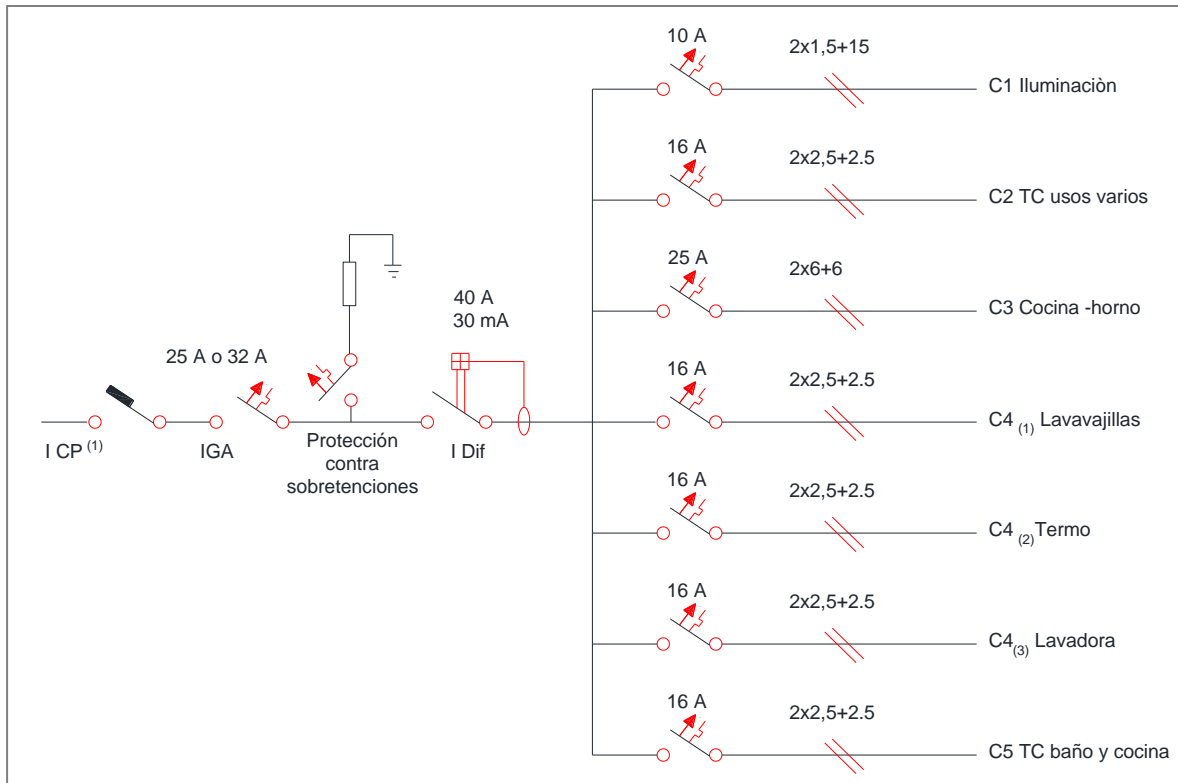 10 A
2x1,5+15
C1 Iluminaciòn
16 A
2x2,5+2.5
C2 TC usos varios
25 A
2x6+6
C3 Cocina -horno
40 A
30 mA
25 A o 32 A
16 A
2x2,5+2.5
C4 (1) Lavavajillas
I CP (1)
IGA
Protección
contra
sobretenciones
I Dif
16 A
2x2,5+2.5
C4 (2)Termo
16 A
2x2,5+2.5
C4(3) Lavadora
16 A
2x2,5+2.5
C5 TC baño y cocina